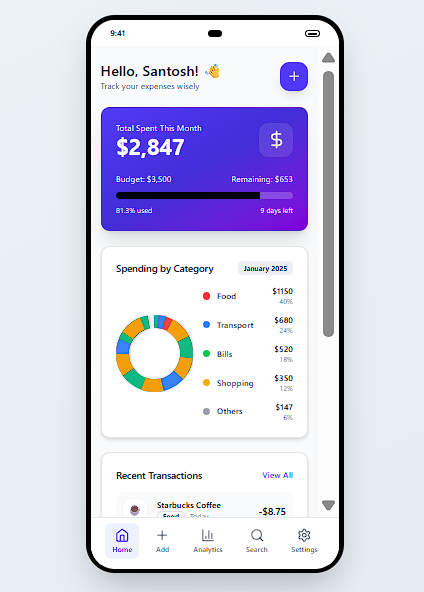 9:41
Hello, Santosh! 👋
Track your expenses wisely
Total Spent This Month
$2,847
Budget: $3,500 Remaining: $653
81.3% used 9 days left
Spending by Category January 2025
Food $1150
40%
Transport $680
24%
Bills $520
18%
Shopping $350
12%
Others $147
6%
Recent Transactions View All
Starbucks Coffee
-$8.75
Food Today
Home Add Analytics Search Settings